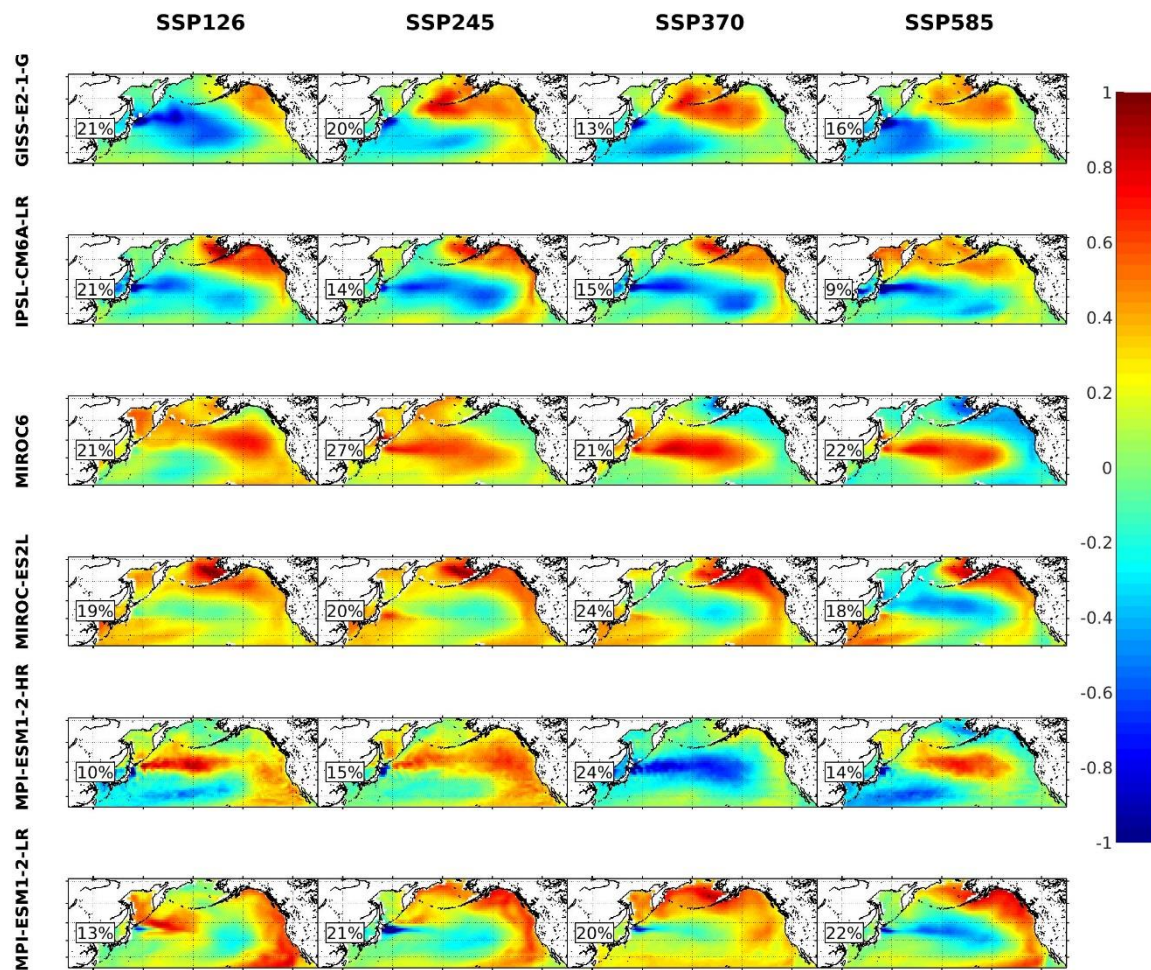 SSP126 SSP245 SSP370 SSP585
GISS-E2-1-G
21% 20% 13% 16%
IPSL-CM6A-LR
21% 14% 15% 9%
MIROC6
21% 27% 21% 22%
MIROC-ES2L
19% 20% 24% 18%
MPI-ESM1-2-HR
10% 15% 24% 14%
MPI-ESM1-2-LR
13% 21% 20% 22%
1
0.8
0.6
0.4
0.2
0
-0.2
-0.4
-0.6
-0.8
-1